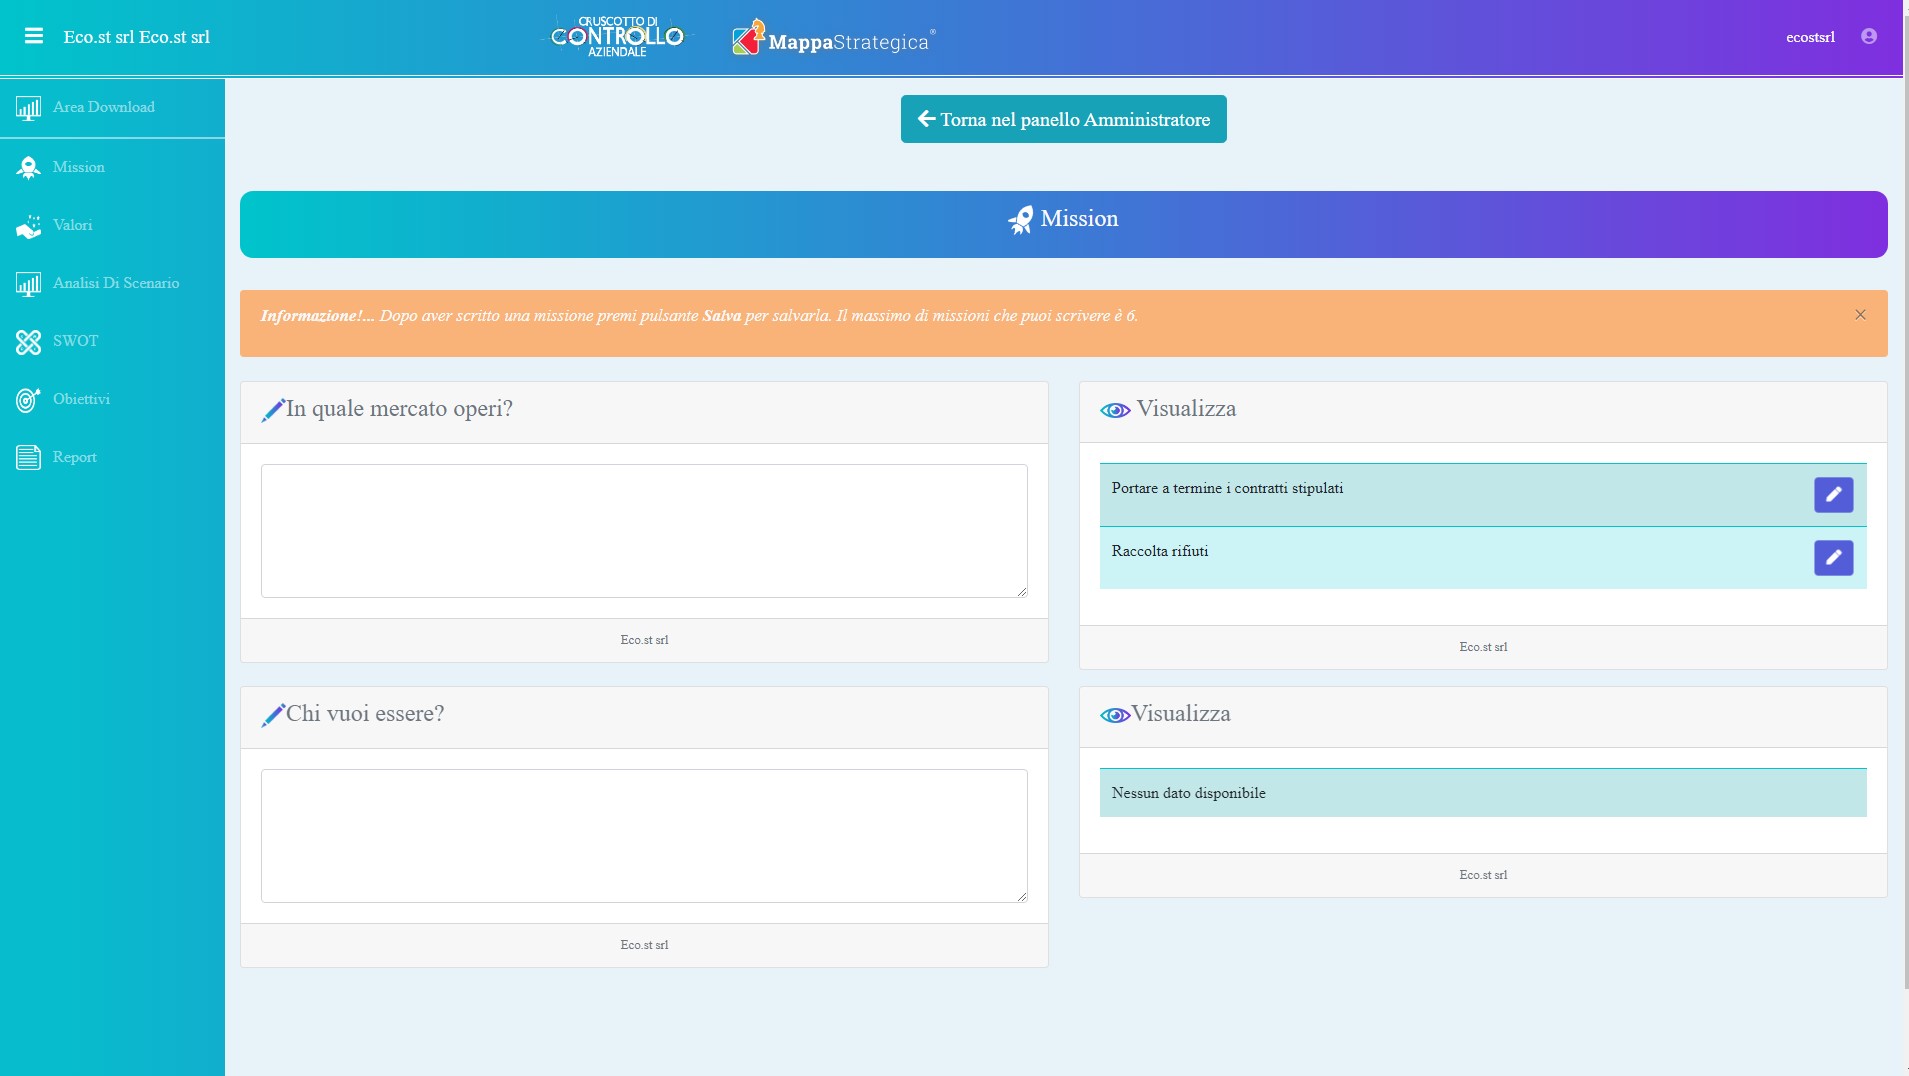 Eco.st srl Eco.st srl
CRUSCOTTO DI
CONTROLLO
AZIENDALE
MappaStrategica®
ecostsrl
Area Download
Mission
Valori
Analisi Di Scenario
SWOT
Obiettivi
Report
Torna nel panello Amministratore
Mission
Informazione!... Dopo aver scritto una missione premi pulsante Salva per salvarla. Il massimo di missioni che puoi scrivere è 6.
×
In quale mercato operi?
Eco.st srl
Visualizza
Portare a termine i contratti stipulati
Raccolta rifiuti
Eco.st srl
Chi vuoi essere?
Eco.st srl
Visualizza
Nessun dato disponibile
Eco.st srl